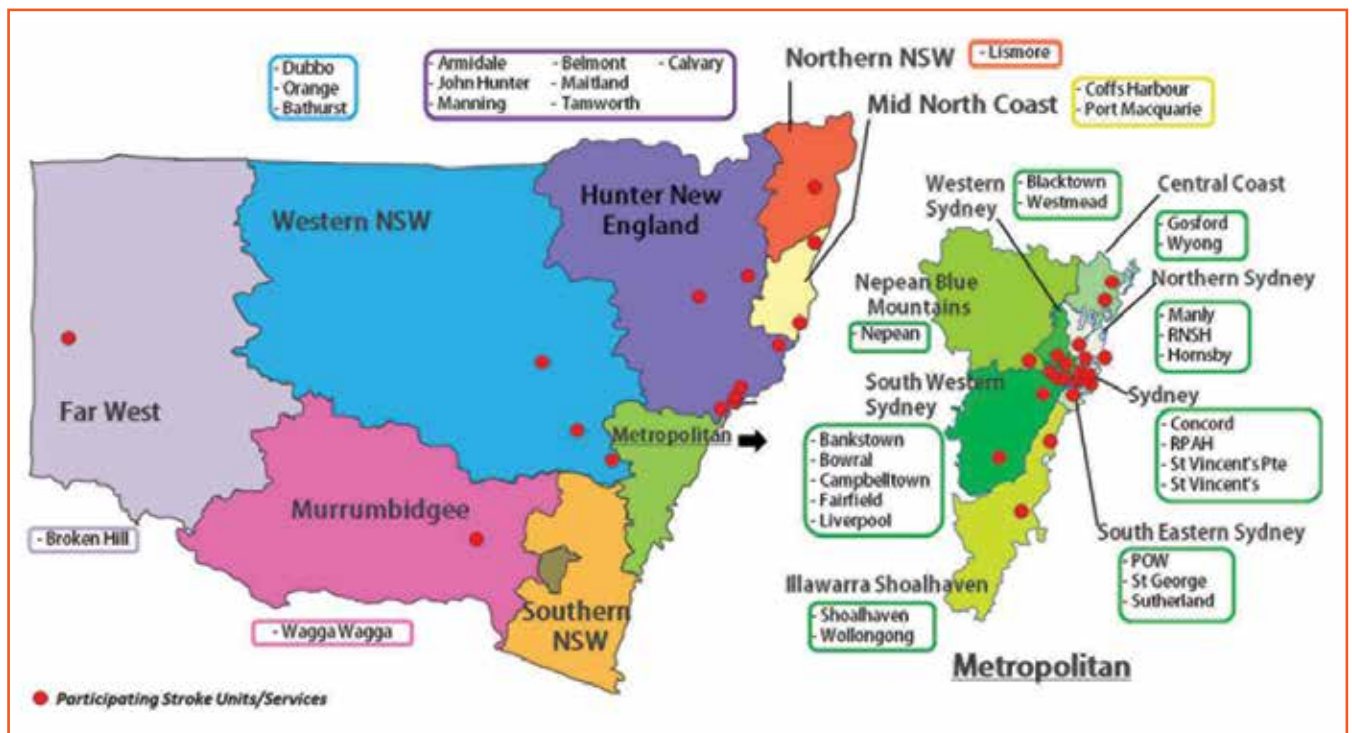 - Dubbo
- Orange
- Bathurst
- Armidale - Belmont - Calvary
- John Hunter - Maitland
- Manning - Tamworth
Northern NSW
- Lismore
Mid North Coast
- Coffs Harbour
- Port Macquarie
Hunter New
England
Western NSW
Far West
Metropolitan
Murrumbidgee
- Broken Hill
Southern
NSW
- Wagga Wagga
Participating Stroke Units/Services
Western
Sydney
- Blacktown
- Westmead
Central Coast
- Gosford
- Wyong
Nepean Blue
Mountains
- Nepean
Northern Sydney
- Manly
- RNSH
- Hornsby
South Western
Sydney
- Bankstown
- Bowral
- Campbelltown
- Fairfield
- Liverpool
Sydney
- Concord
- RPAH
- St Vincent's Pte
- St Vincent's
South Eastern Sydney
- POW
- St George
- Sutherland
Illawarra Shoalhaven
- Shoalhaven
- Wollongong
Metropolitan